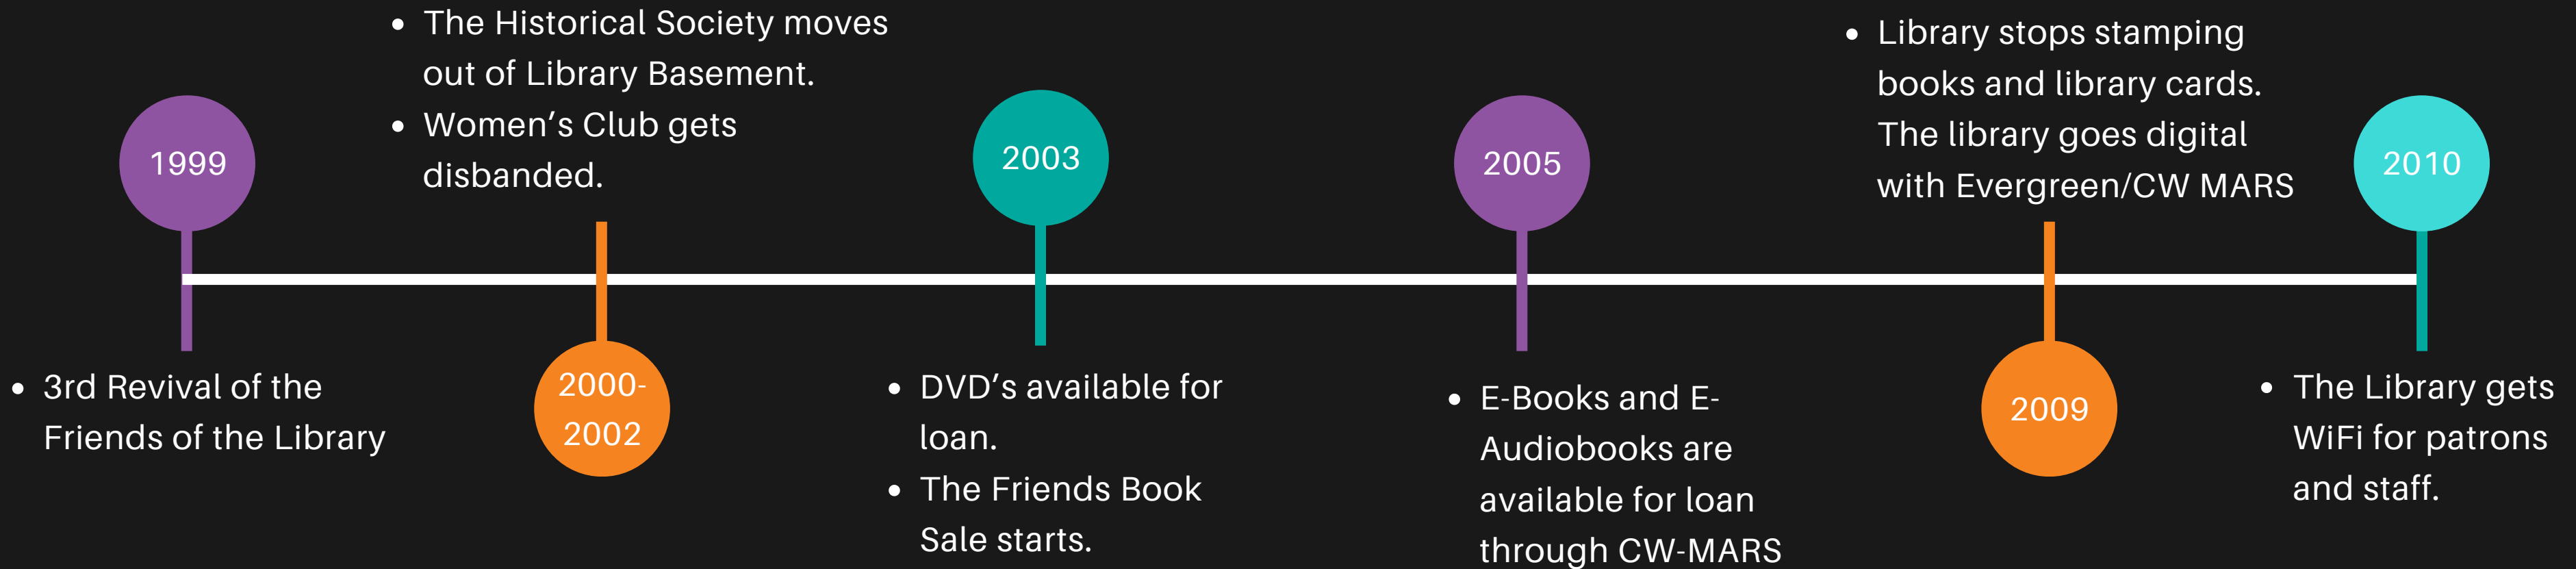 1999
• 3rd Revival of the
Friends of the Library
• The Historical Society moves
out of Library Basement.
• Women’s Club gets
disbanded.
2000-
2002
2003
• DVD’s available for
loan.
• The Friends Book
Sale starts.
2005
• E-Books and E-
Audiobooks are
available for loan
through CW-MARS
• Library stops stamping
books and library cards.
The library goes digital
with Evergreen/CW MARS
2009
2010
• The Library gets
WiFi for patrons
and staff.